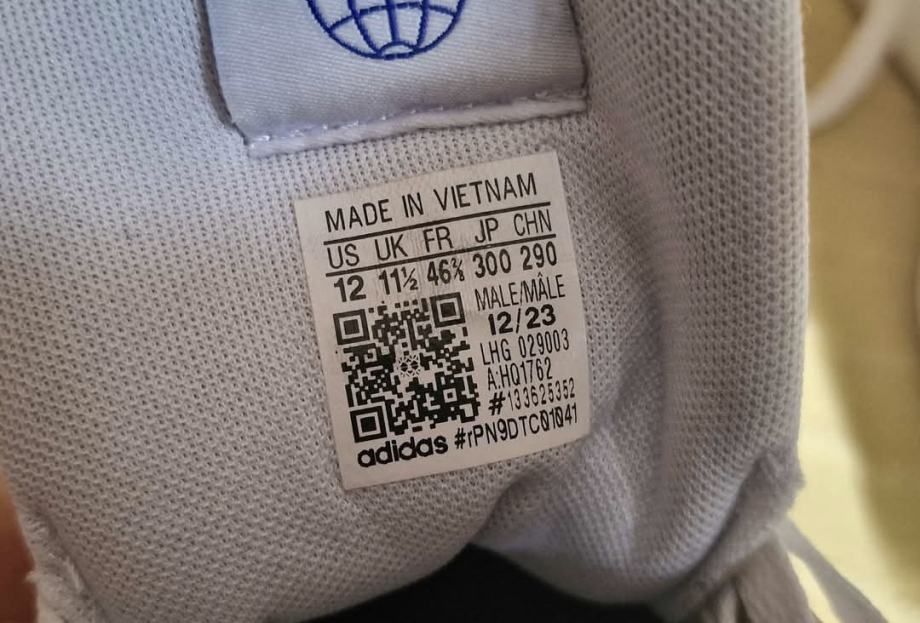 MADE IN VIETNAM
US UK FR JP CHN
12 11½ 46⅔ 300 290
MALE/MÂLE
12/23
LHG 029003
A:HQ1762
#133625352
adidas #rPN9DTC01041